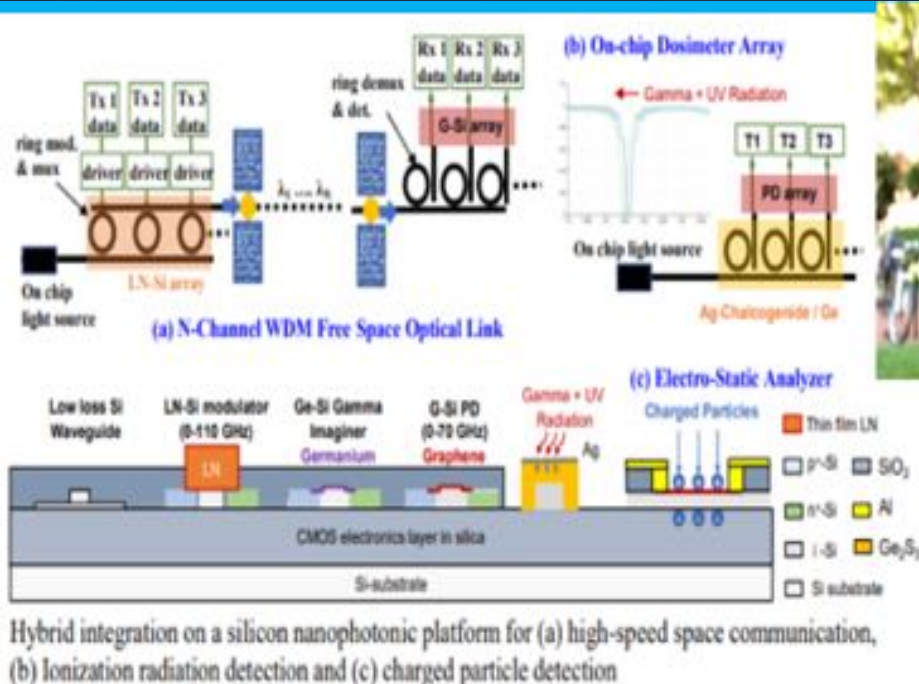 Rx 1 Rx 2 Rx 3
data data data
(b) On-chip Dosimeter Array
ring demux
& det.
Gamma + UV Radiation
G-Si array
Tx 1 Tx 2 Tx 3
data data data
ring mod.
& mux
driver driver driver
T1 T2 T3
PD array
On chip light source
LN-Si array
On chip
light source
Ag-Chalcogenide / Ge
(a) N-Channel WDM Free Space Optical Link
(c) Electro-Static Analyzer
Low loss Si
Waveguide
LN-Si modulator
(0-110 GHz)
Ge-Si Gamma
Imaginer
Germanium
G-Si PD
(0-70 GHz)
Graphene
Gamma + UV
Radiation
Ag
Charged Particles
LN
CMOS electronics layer in silica
Si-substrate
Thin film LN
p⁺-Si
SiO₂
n⁺-Si
Al
i-Si
Si substrate
Hybrid integration on a silicon nanophotonic platform for (a) high-speed space communication,
(b) Ionization radiation detection and (c) charged particle detection